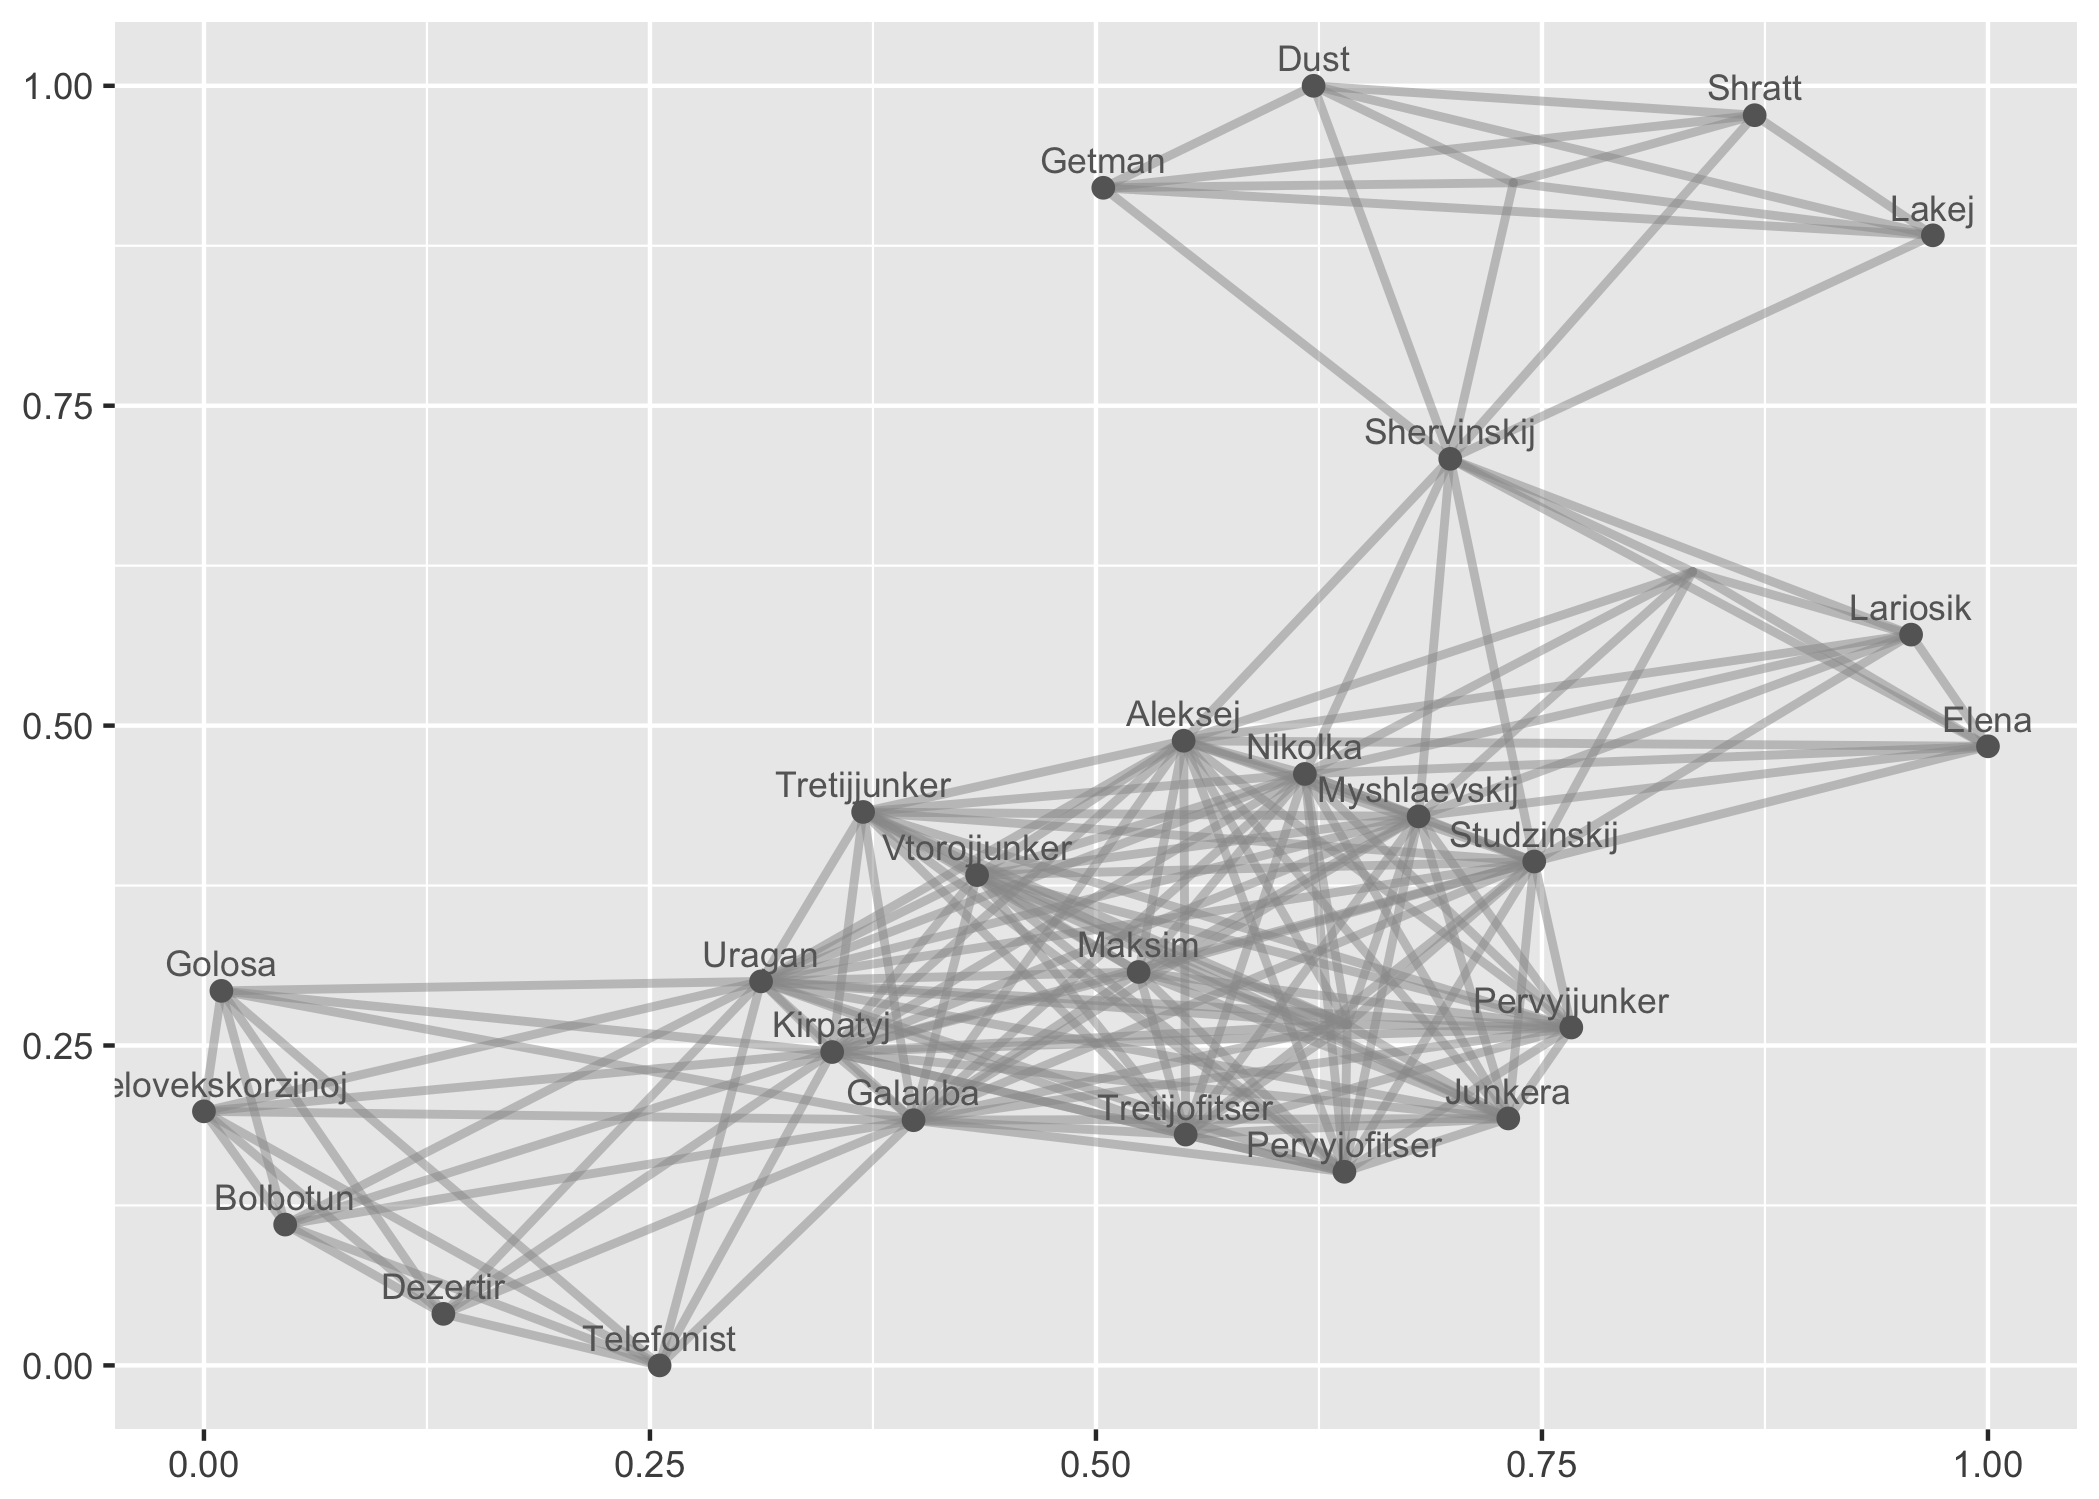 Dust
Shratt
1.00
Getman
Lakej
0.75
Shervinskij
Lariosik
0.50
Aleksej
Elena
Nikolka
Tretijjunker
Myshlaevskij
Vtorojjunker
Studzinskij
Golosa
Uragan
Maksim
Pervyjjunker
0.25
Kirpatyj
elovekskorzinoj
Galanba
Junkera
Tretijofitser
Pervyjofitser
Bolbotun
Dezertir
Telefonist
0.00
0.00 0.25 0.50 0.75 1.00